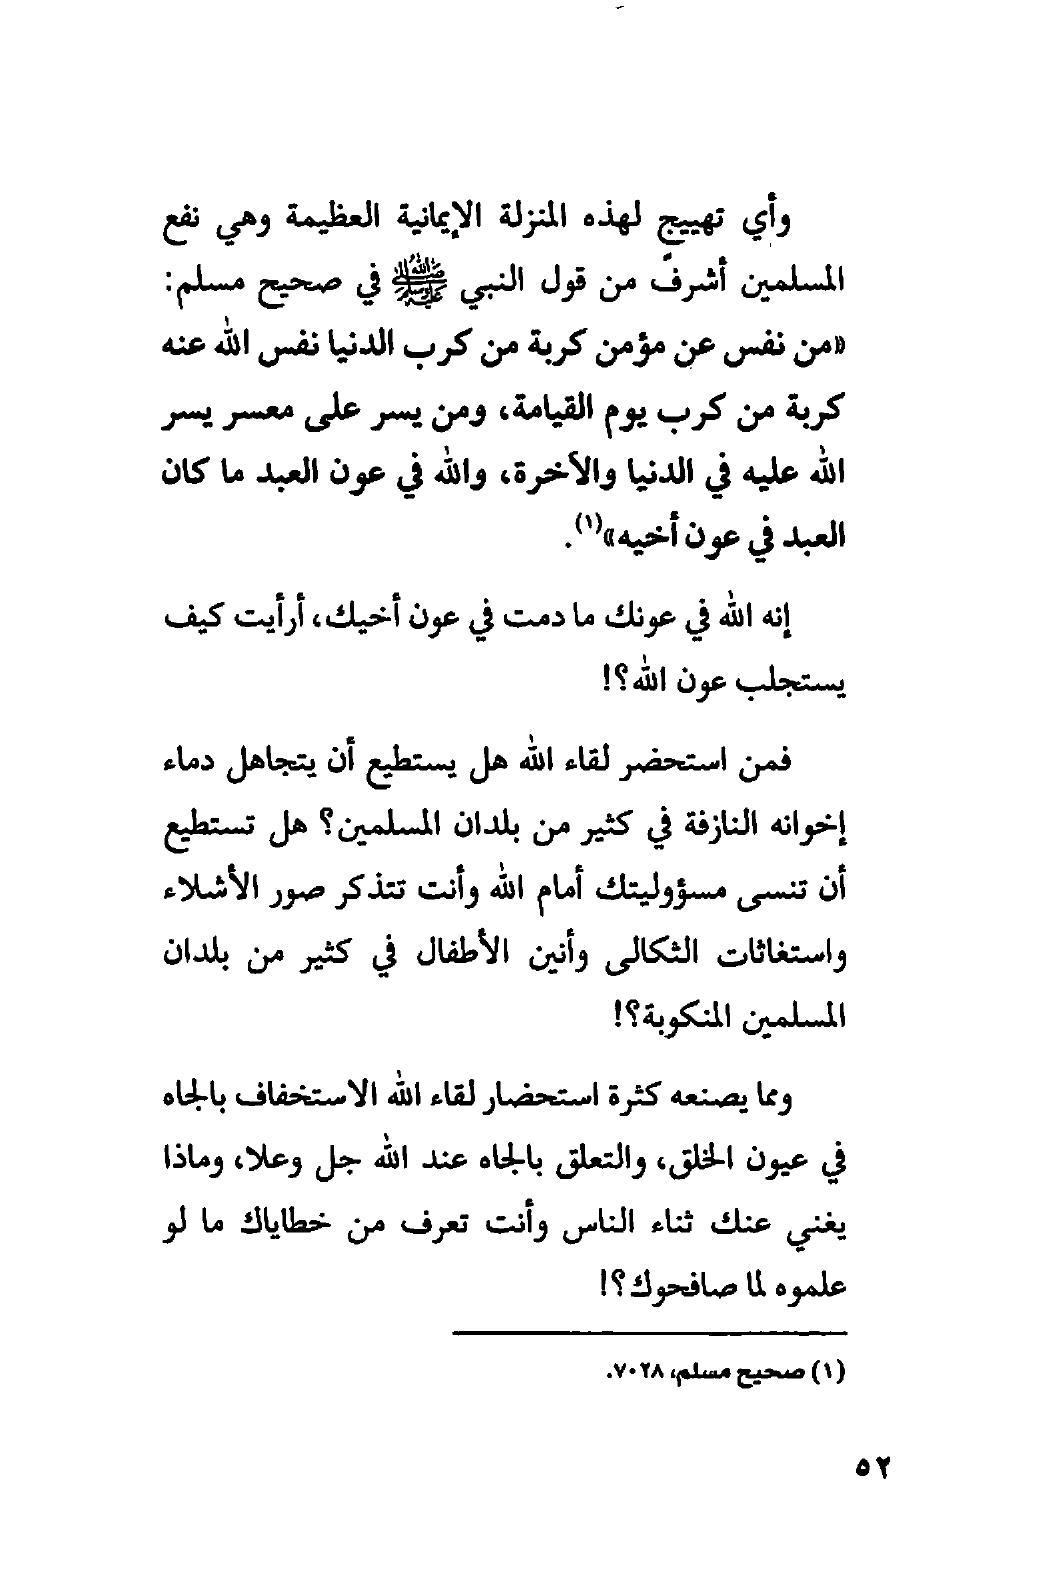 وأي تهييج لهذه المنزلة الإيمانية العظيمة وهي نفع
المسلمين أشرفُ من قول النبي ﷺ في صحيح مسلم:
«من نفس عن مؤمن كربة من كرب الدنيا نفس الله عنه
كربة من كرب يوم القيامة، ومن يسر على معسر يسر
الله عليه في الدنيا والآخرة، والله في عون العبد ما كان
العبد في عون أخيه»(١).
إنه الله في عونك ما دمت في عون أخيك، أرأيت كيف
يستجلب عون الله؟!
فمن استحضر لقاء الله هل يستطيع أن يتجاهل دماء
إخوانه النازفة في كثير من بلدان المسلمين؟ هل تستطيع
أن تنسى مسؤوليتك أمام الله وأنت تتذكر صور الأشلاء
واستغاثات الثكالى وأنين الأطفال في كثير من بلدان
المسلمين المنكوبة؟!
ومما يصنعه كثرة استحضار لقاء الله الاستخفاف بالجاه
في عيون الخلق، والتعلق بالجاه عند الله جل وعلا، وماذا
يغني عنك ثناء الناس وأنت تعرف من خطاياك ما لو
علموه لما صافحوك؟!
(١) صحيح مسلم، ٧٠٢٨.
٥٢